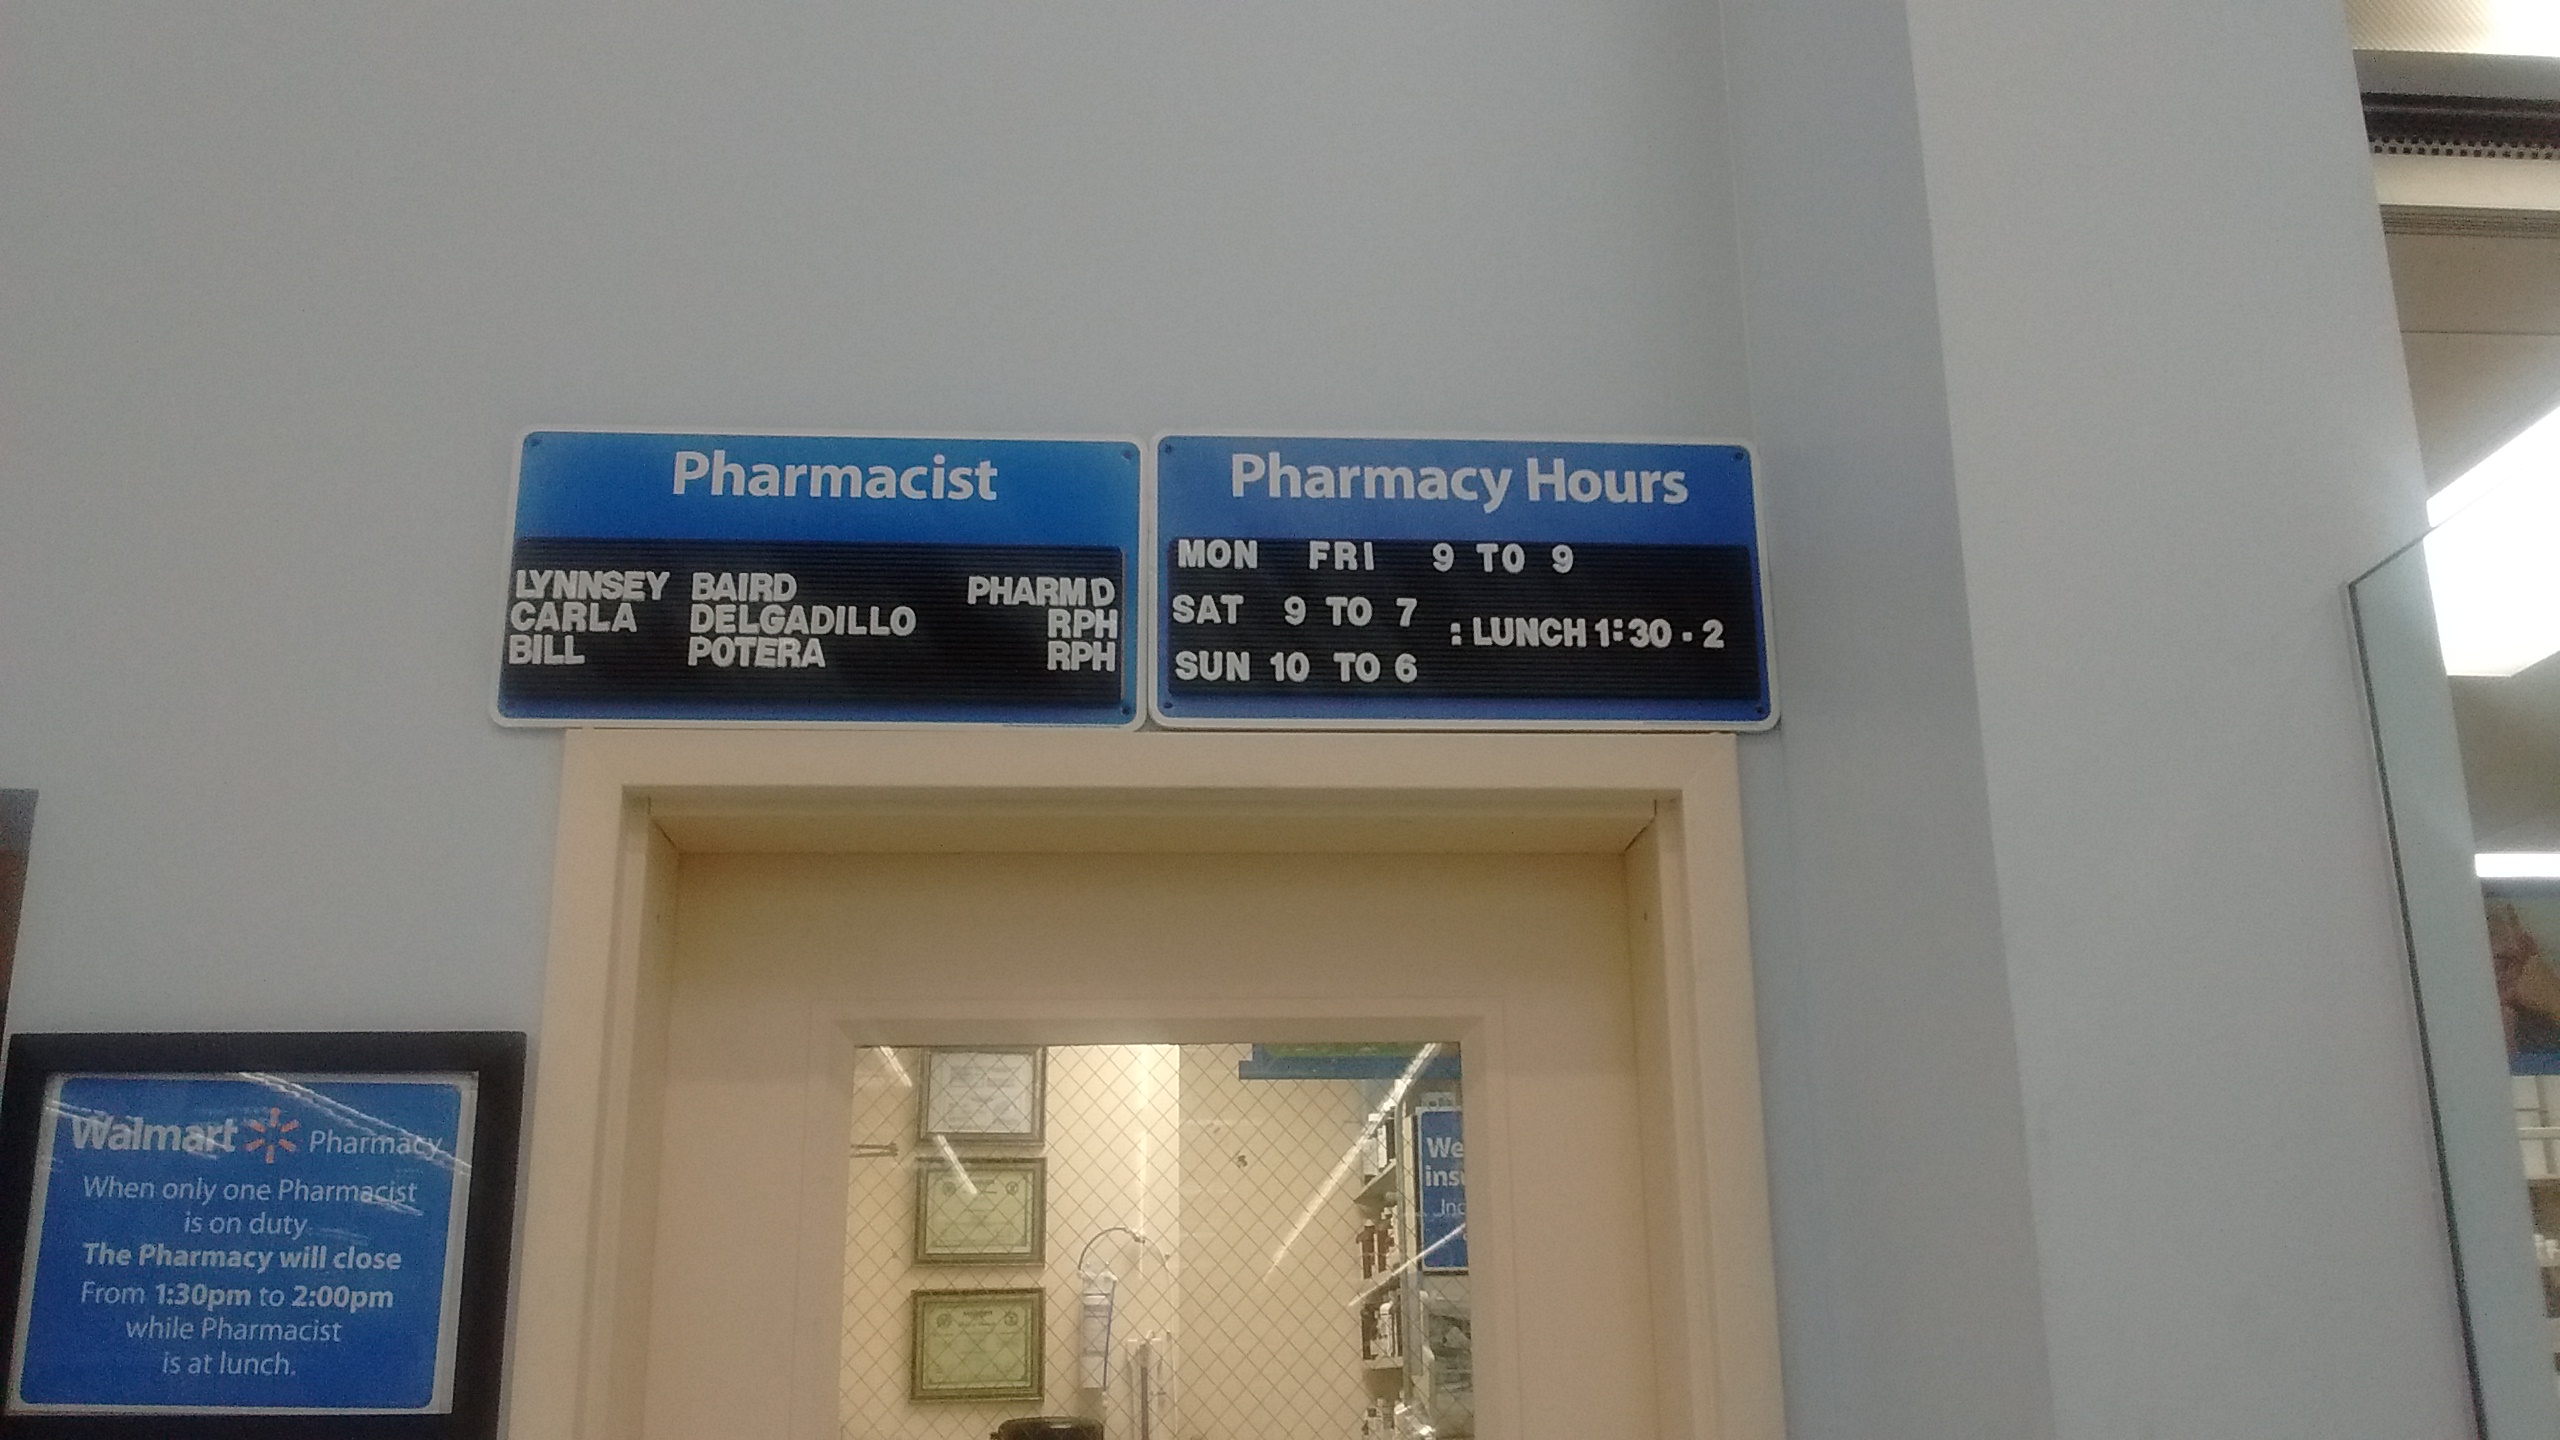 Pharmacist
LYNNSEY BAIRD PHARM D
CARLA DELGADILLO RPH
BILL POTERA RPH
Pharmacy Hours
MON FRI 9 TO 9
SAT 9 TO 7
: LUNCH 1:30 - 2
SUN 10 TO 6
Walmart Pharmacy
When only one Pharmacist
is on duty.
The Pharmacy will close
From 1:30pm to 2:00pm
while Pharmacist
is at lunch.
We